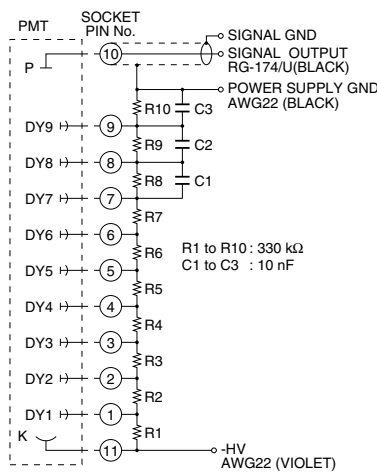 PMT
SOCKET
PIN No.
SIGNAL GND
SIGNAL OUTPUT
RG-174/U(BLACK)
POWER SUPPLY GND
AWG22 (BLACK)
P
10
R10
C3
DY9
9
R9
C2
DY8
8
R8
C1
DY7
7
R7
DY6
6
R6
DY5
5
R5
DY4
4
R4
DY3
3
R3
DY2
2
R2
DY1
1
R1
K
11
R1 to R10 : 330 kΩ
C1 to C3 : 10 nF
-HV
AWG22 (VIOLET)